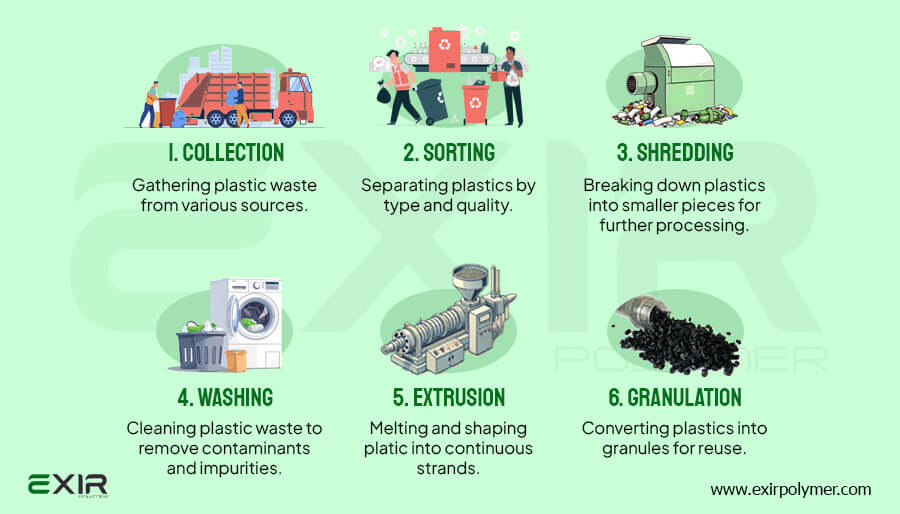 1. COLLECTION
Gathering plastic waste
from various sources.
2. SORTING
Separating plastics by
type and quality.
3. SHREDDING
Breaking down plastics
into smaller pieces for
further processing.
4. WASHING
Cleaning plastic waste to
remove contaminants
and impurities.
5. EXTRUSION
Melting and shaping
platic into continuous
strands.
6. GRANULATION
Converting plastics into
granules for reuse.
EXIR
POLYMER
EXIR
POLYMER
www.exirpolymer.com